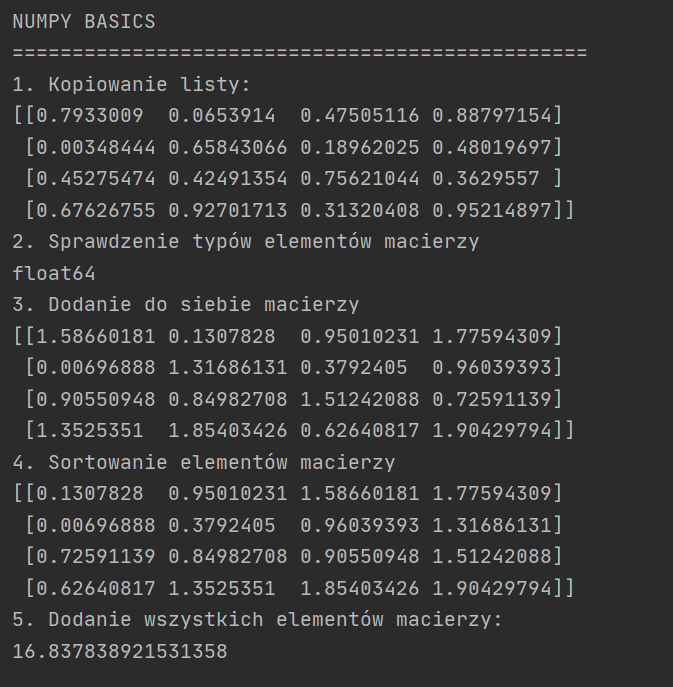 NUMPY BASICS
================================================
1. Kopiowanie listy:
[[0.7933009  0.0653914  0.47505116 0.88797154]
 [0.00348444 0.65843066 0.18962025 0.48019697]
 [0.45275474 0.42491354 0.75621044 0.3629557 ]
 [0.67626755 0.92701713 0.31320408 0.95214897]]
2. Sprawdzenie typów elementów macierzy
float64
3. Dodanie do siebie macierzy
[[1.58660181 0.1307828  0.95010231 1.77594309]
 [0.00696888 1.31686131 0.3792405  0.96039393]
 [0.90550948 0.84982708 1.51242088 0.72591139]
 [1.3525351  1.85403426 0.62640817 1.90429794]]
4. Sortowanie elementów macierzy
[[0.1307828  0.95010231 1.58660181 1.77594309]
 [0.00696888 0.3792405  0.96039393 1.31686131]
 [0.72591139 0.84982708 0.90550948 1.51242088]
 [0.62640817 1.3525351  1.85403426 1.90429794]]
5. Dodanie wszystkich elementów macierzy:
16.837838921531358